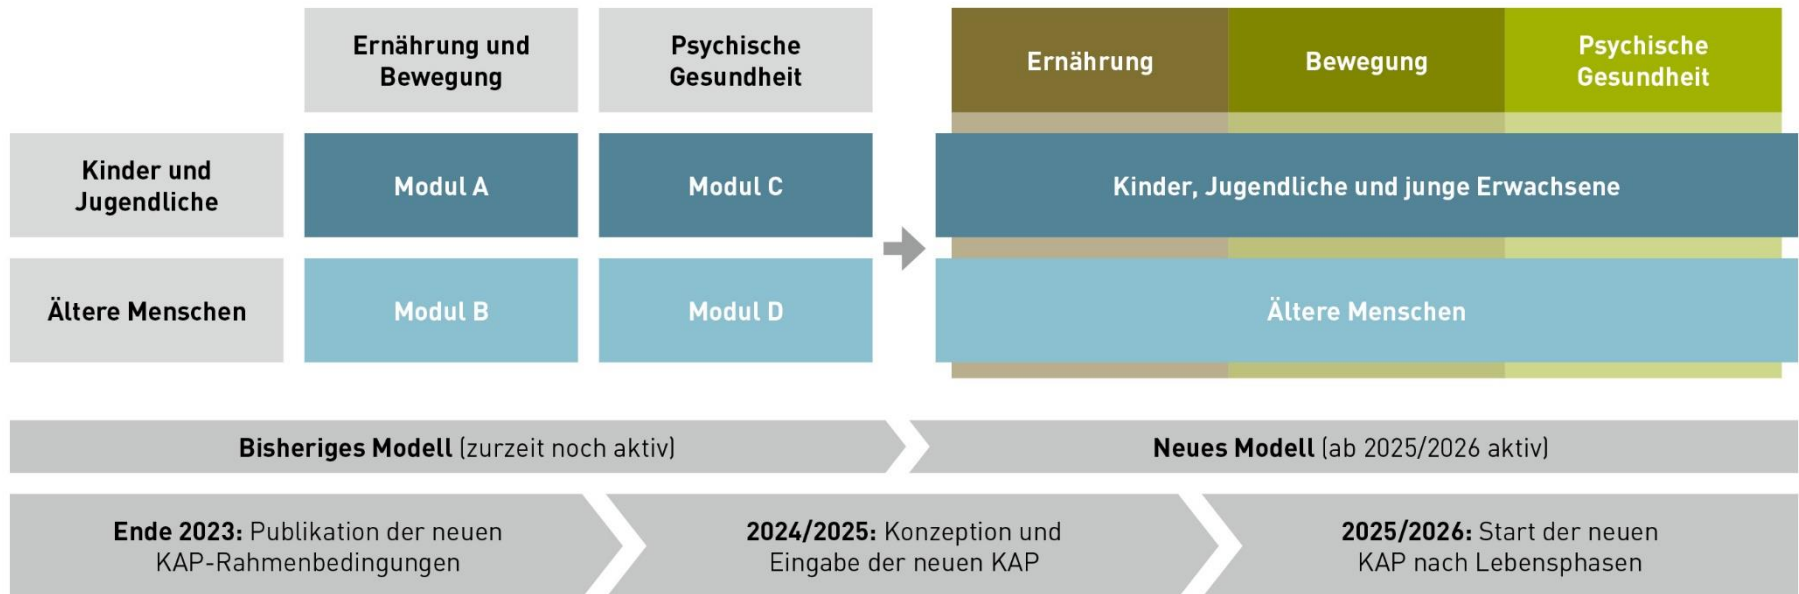 Ernährung und
Bewegung
Psychische
Gesundheit
Ernährung
Bewegung
Psychische
Gesundheit
Kinder und
Jugendliche
Modul A
Modul C
Kinder, Jugendliche und junge Erwachsene
Ältere Menschen
Modul B
Modul D
Ältere Menschen
Bisheriges Modell (zurzeit noch aktiv)
Neues Modell (ab 2025/2026 aktiv)
Ende 2023: Publikation der neuen
KAP-Rahmenbedingungen
2024/2025: Konzeption und
Eingabe der neuen KAP
2025/2026: Start der neuen
KAP nach Lebensphasen